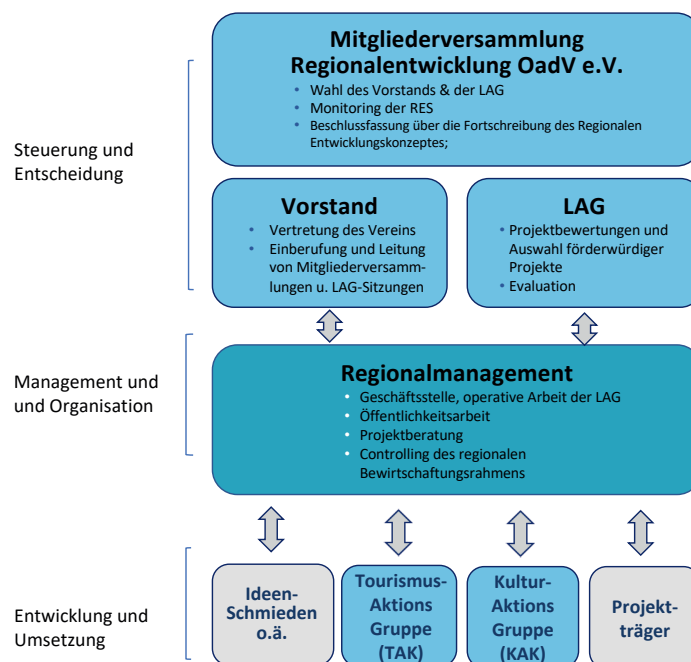 Mitgliederversammlung
Regionalentwicklung OadV e.V.
• Wahl des Vorstands & der LAG
• Monitoring der RES
• Beschlussfassung über die Fortschreibung des Regionalen
Entwicklungskonzeptes;
Steuerung und
Entscheidung
Vorstand
• Vertretung des Vereins
• Einberufung und Leitung
von Mitgliederversamm-
lungen u. LAG-Sitzungen
LAG
• Projektbewertungen und
Auswahl förderwürdiger
Projekte
• Evaluation
Management und
und Organisation
Regionalmanagement
• Geschäftsstelle, operative Arbeit der LAG
• Öffentlichkeitsarbeit
• Projektberatung
• Controlling des regionalen
Bewirtschaftungsrahmens
Entwicklung und
Umsetzung
Ideen-
Schmieden
o.ä.
Tourismus-
Aktions
Gruppe
(TAK)
Kultur-
Aktions
Gruppe
(KAK)
Projekt-
träger